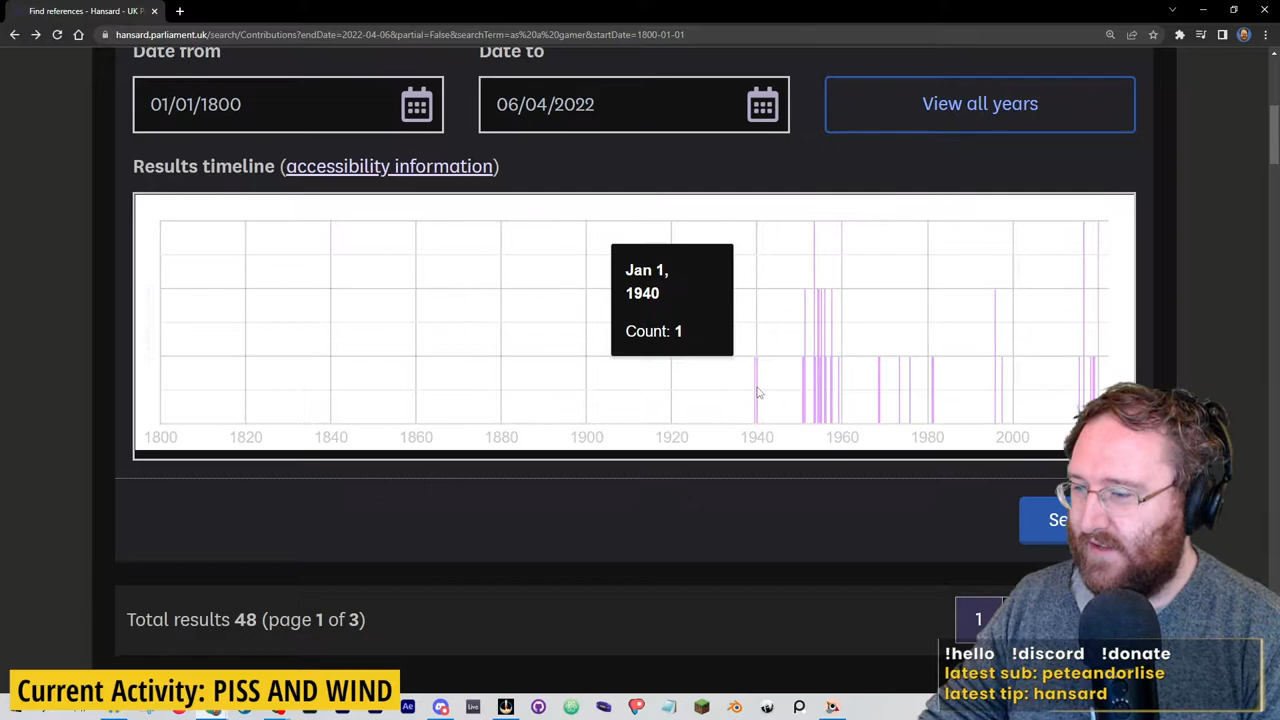 Find references - Hansard - UK P
hansard.parliament.uk/search/Contributions?endDate=2022-04-06&partial=False&searchTerm=as%20a%20gamer&startDate=1800-01-01
Date from
Date to
01/01/1800
06/04/2022
View all years
Results timeline (accessibility information)
Jan 1,
1940
Count: 1
1800 1820 1840 1860 1880 1900 1920 1940 1960 1980 2000
Se
Total results 48 (page 1 of 3)
1
!hello !discord !donate
latest sub: peteandorlise
latest tip: hansard
Current Activity: PISS AND WIND